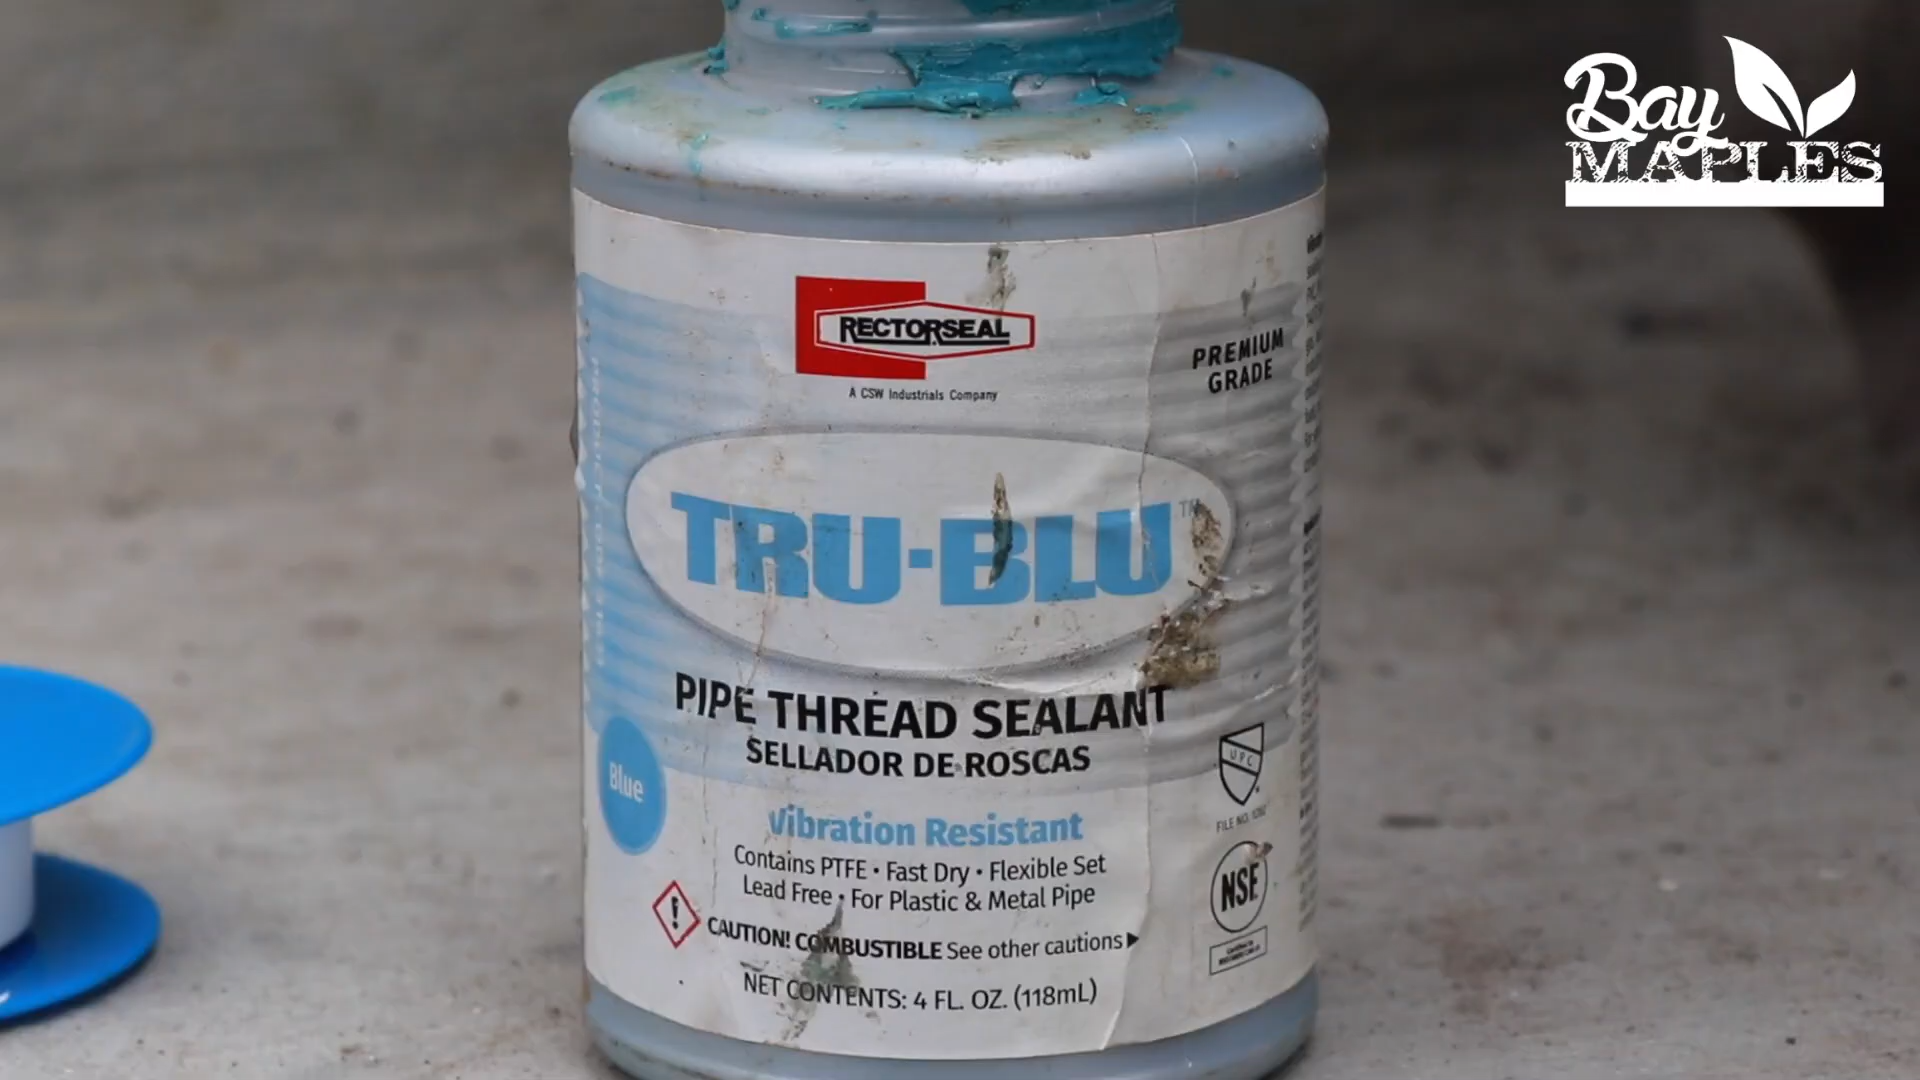 Bay
MAPLES
RECTORSEAL
A CSW Industrials Company
PREMIUM
GRADE
TRU-BLU™
PIPE THREAD SEALANT
SELLADOR DE ROSCAS
Blue
Vibration Resistant
Contains PTFE • Fast Dry • Flexible Set
Lead Free • For Plastic & Metal Pipe
CAUTION! COMBUSTIBLE See other cautions
NET CONTENTS: 4 FL. OZ. (118mL)
UPC
FILE NO.
NSF